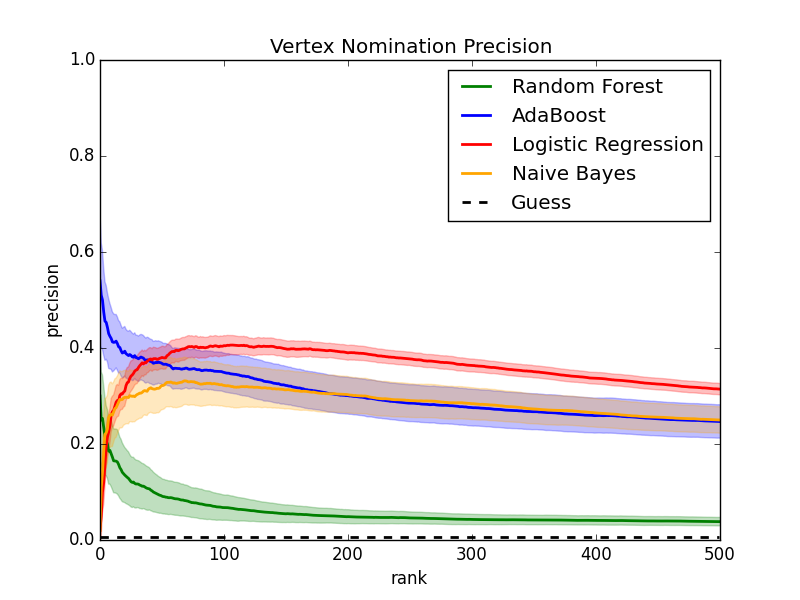 Vertex Nomination Precision
1.0
0.8
0.6
0.4
0.2
0.0
precision
Random Forest
AdaBoost
Logistic Regression
Naive Bayes
Guess
0 100 200 300 400 500
rank